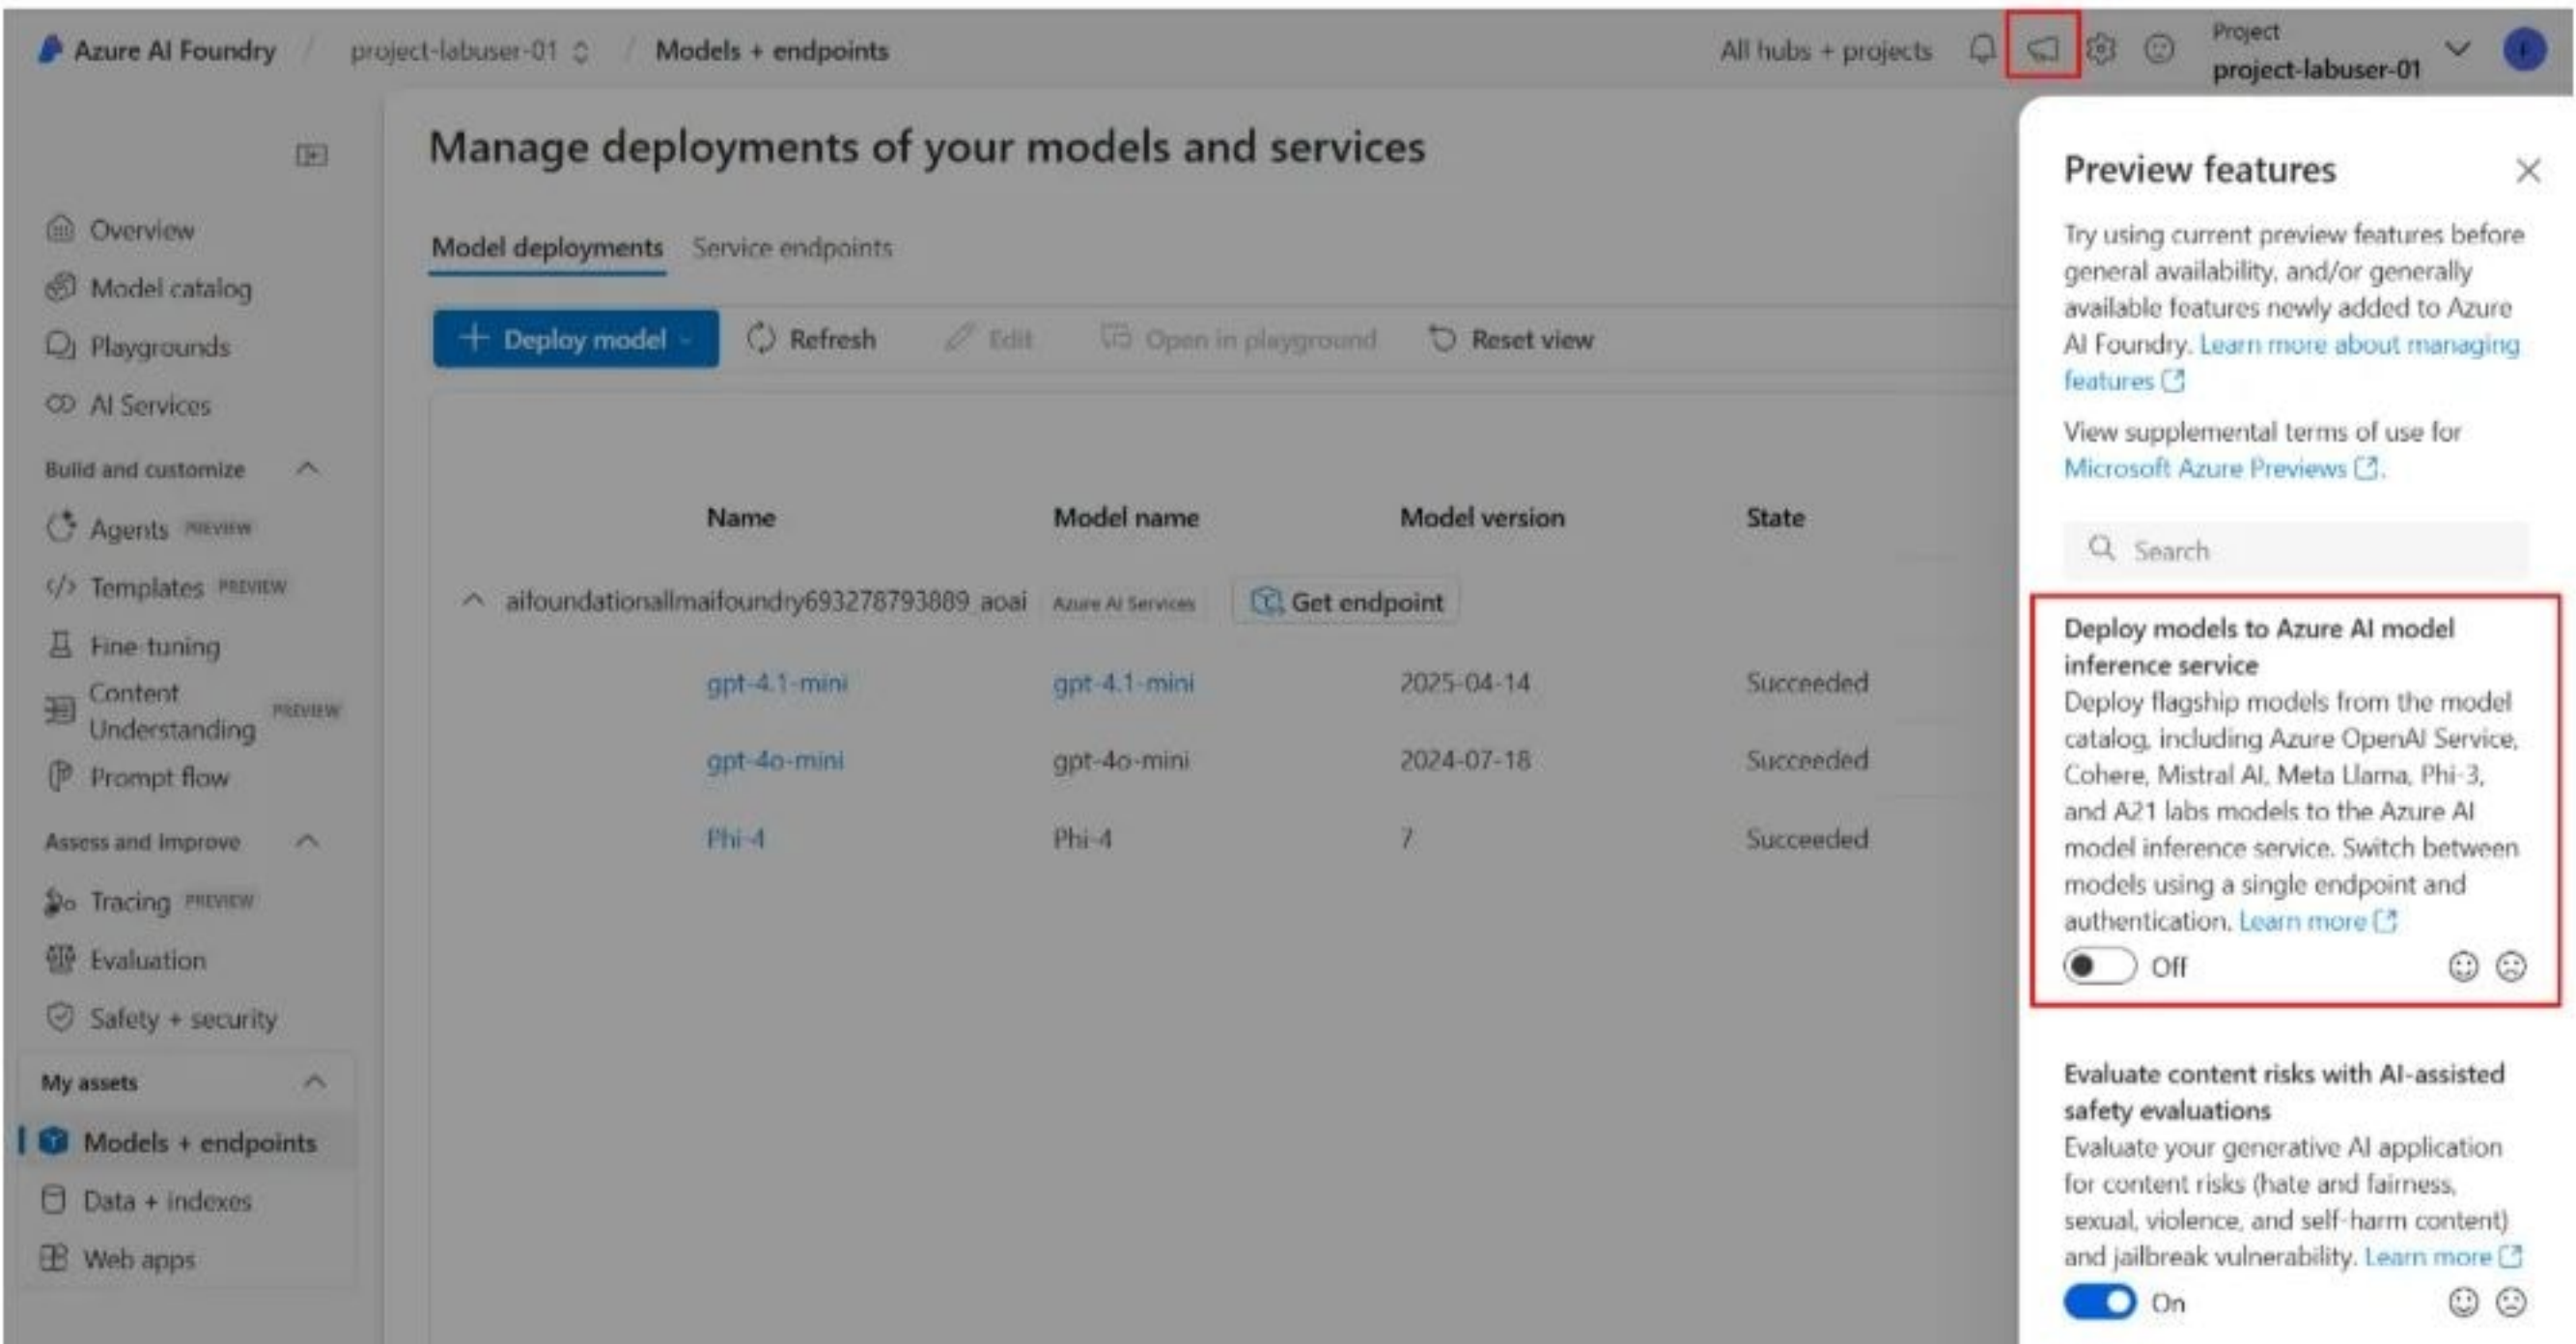 Azure AI Foundry / project-labuser-01 / Models + endpoints
All hubs + projects
Project
project-labuser-01
Overview
Model catalog
Playgrounds
AI Services
Build and customize
Agents PREVIEW
Templates PREVIEW
Fine-tuning
Content
Understanding PREVIEW
Prompt flow
Assess and improve
Tracing PREVIEW
Evaluation
Safety + security
My assets
Models + endpoints
Data + indexes
Web apps
Manage deployments of your models and services
Model deployments Service endpoints
+ Deploy model Refresh Edit Open in playground Reset view
Name Model name Model version State
aifoundationallmaifoundry693278793889_aoai Azure AI Services Get endpoint
gpt-4.1-mini gpt-4.1-mini 2025-04-14 Succeeded
gpt-4o-mini gpt-4o-mini 2024-07-18 Succeeded
Phi-4 Phi-4 7 Succeeded
Preview features
Try using current preview features before
general availability, and/or generally
available features newly added to Azure
AI Foundry. Learn more about managing
features
View supplemental terms of use for
Microsoft Azure Previews.
Search
Deploy models to Azure AI model
inference service
Deploy flagship models from the model
catalog, including Azure OpenAI Service,
Cohere, Mistral AI, Meta Llama, Phi-3,
and A21 labs models to the Azure AI
model inference service. Switch between
models using a single endpoint and
authentication. Learn more
Off
Evaluate content risks with AI-assisted
safety evaluations
Evaluate your generative AI application
for content risks (hate and fairness,
sexual, violence, and self-harm content)
and jailbreak vulnerability. Learn more
On